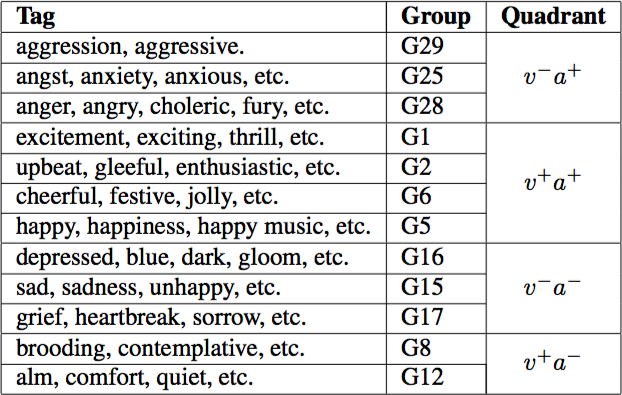 Tag Group Quadrant
aggression, aggressive. G29
angst, anxiety, anxious, etc. G25 v⁻a⁺
anger, angry, choleric, fury, etc. G28
excitement, exciting, thrill, etc. G1
upbeat, gleeful, enthusiastic, etc. G2
v⁺a⁺
cheerful, festive, jolly, etc. G6
happy, happiness, happy music, etc. G5
depressed, blue, dark, gloom, etc. G16
sad, sadness, unhappy, etc. G15 v⁻a⁻
grief, heartbreak, sorrow, etc. G17
brooding, contemplative, etc. G8
v⁺a⁻
alm, comfort, quiet, etc. G12